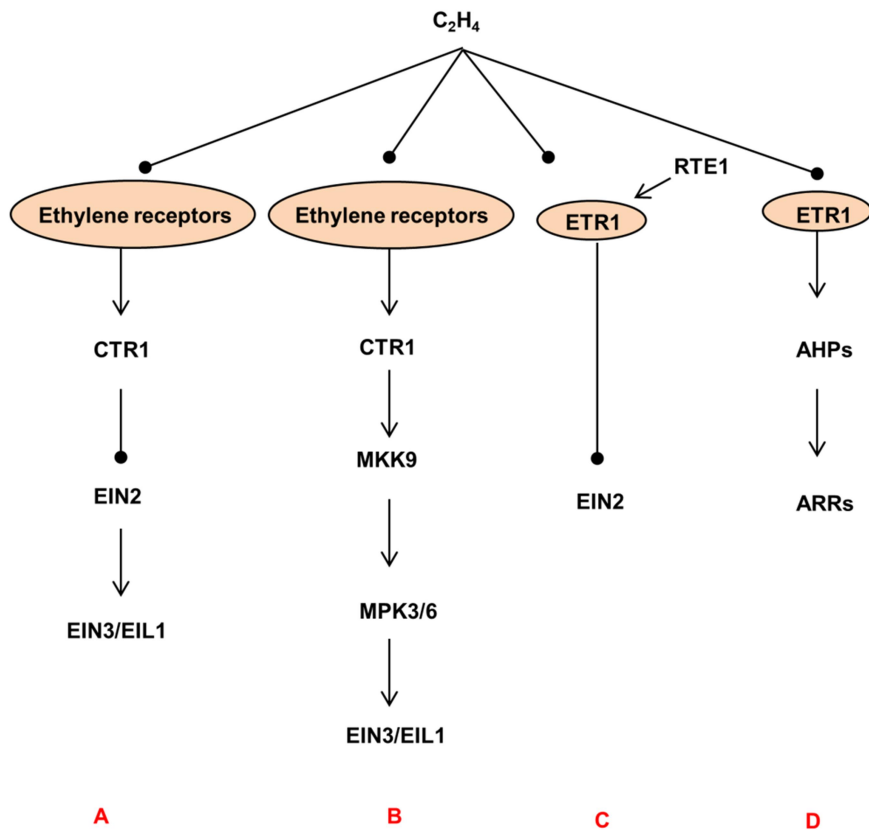 C₂H₄
RTE1
Ethylene receptors
Ethylene receptors
ETR1
ETR1
CTR1
CTR1
AHPs
MKK9
EIN2
EIN2
ARRs
EIN3/EIL1
MPK3/6
EIN3/EIL1
A
B
C
D